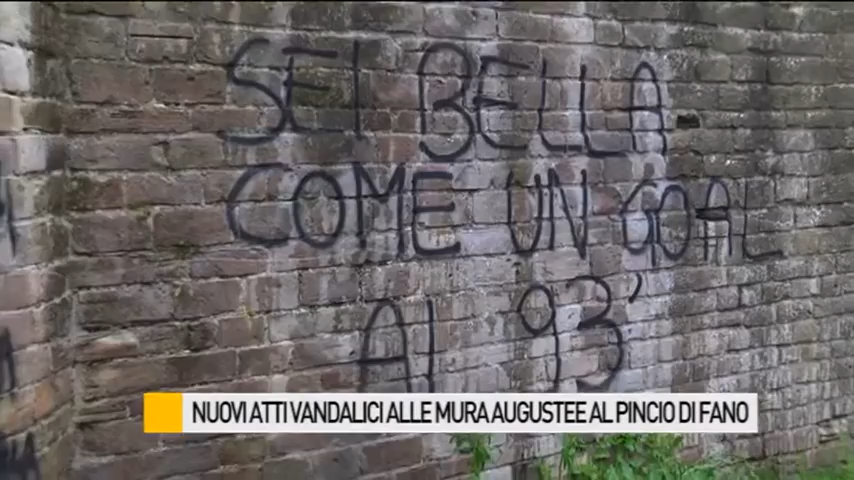 SEI BELLA
COME UN GOAL
AL 93'
NUOVI ATTI VANDALICI ALLE MURA AUGUSTEE AL PINCIO DI FANO